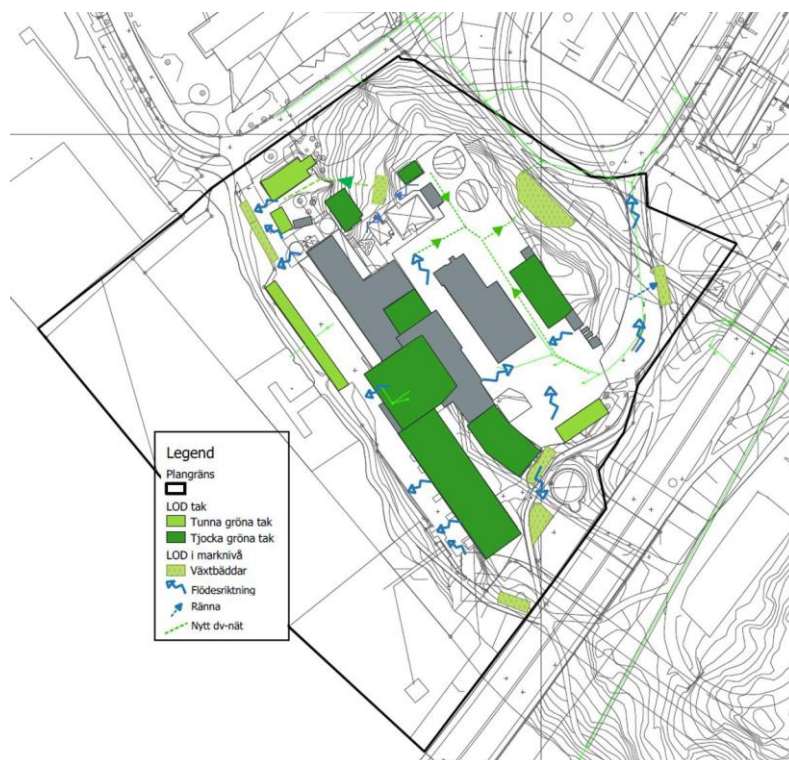 Legend
Plangräns
LOD tak
Tunna gröna tak
Tjocka gröna tak
LOD i marknivå
Växtbäddar
Flödesriktning
Ränna
Nytt dv-nät